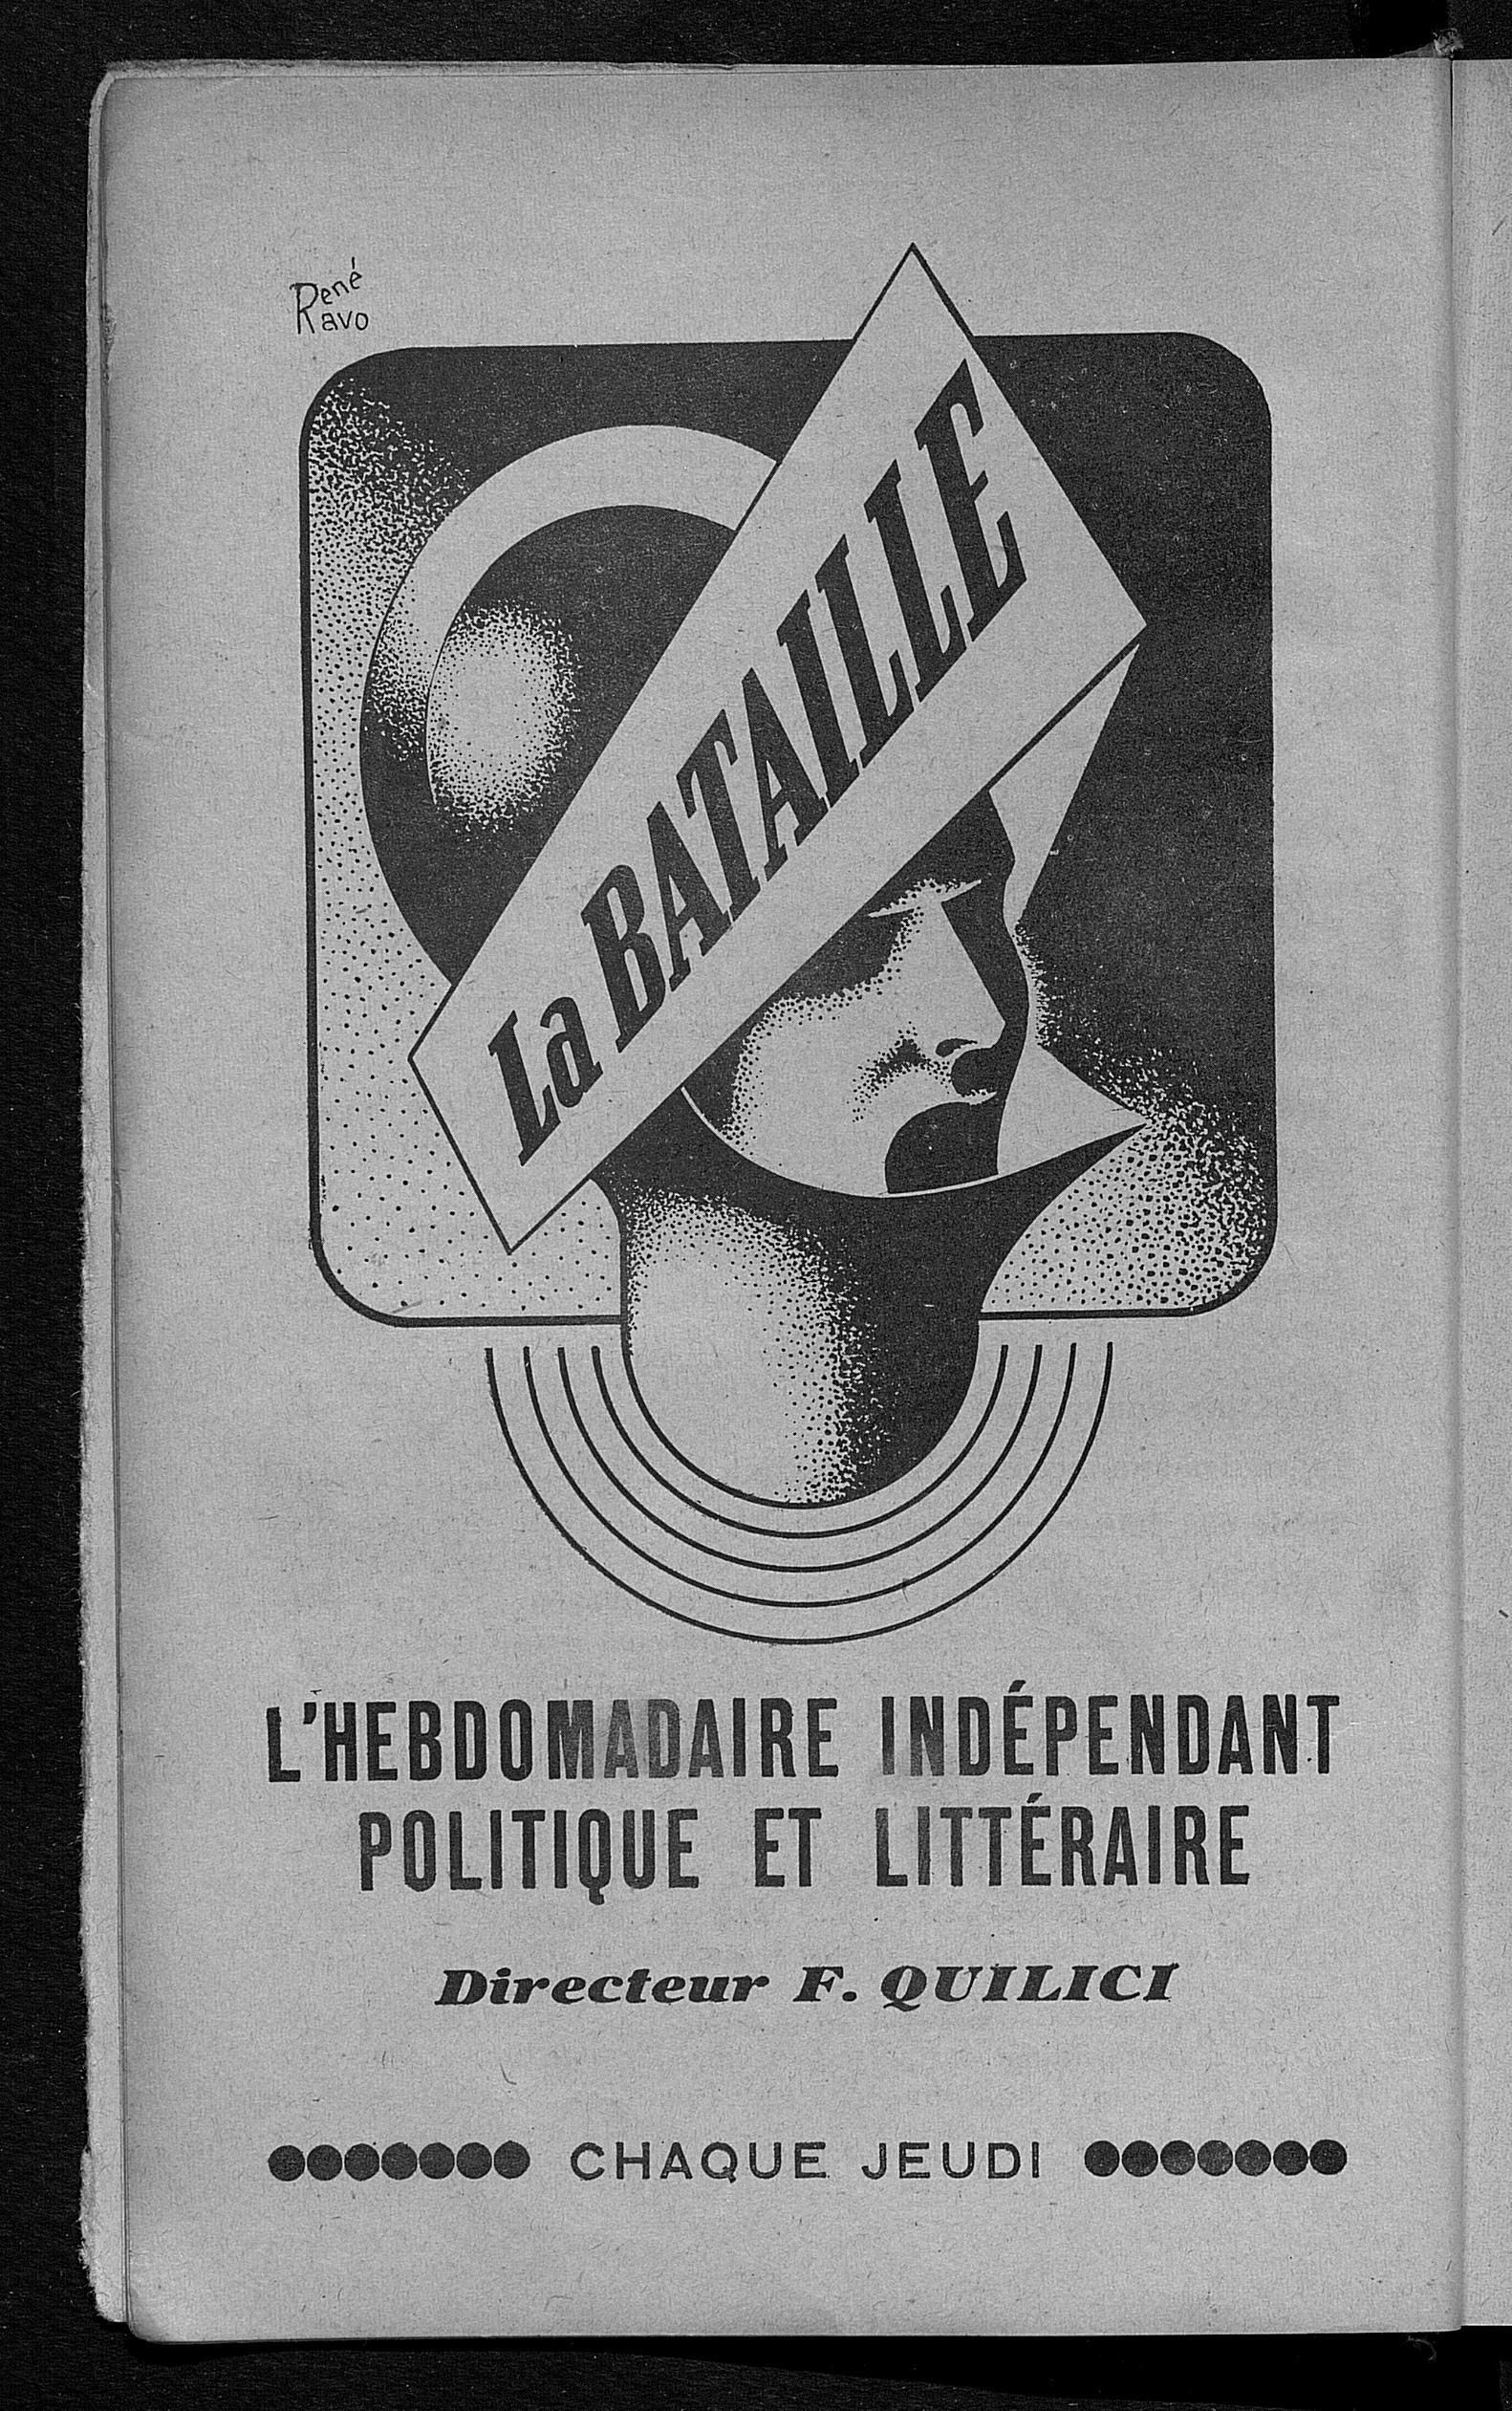 René
Ravo
La BATAILLE
L'HEBDOMADAIRE INDÉPENDANT
POLITIQUE ET LITTÉRAIRE
Directeur F. QUILICI
CHAQUE JEUDI